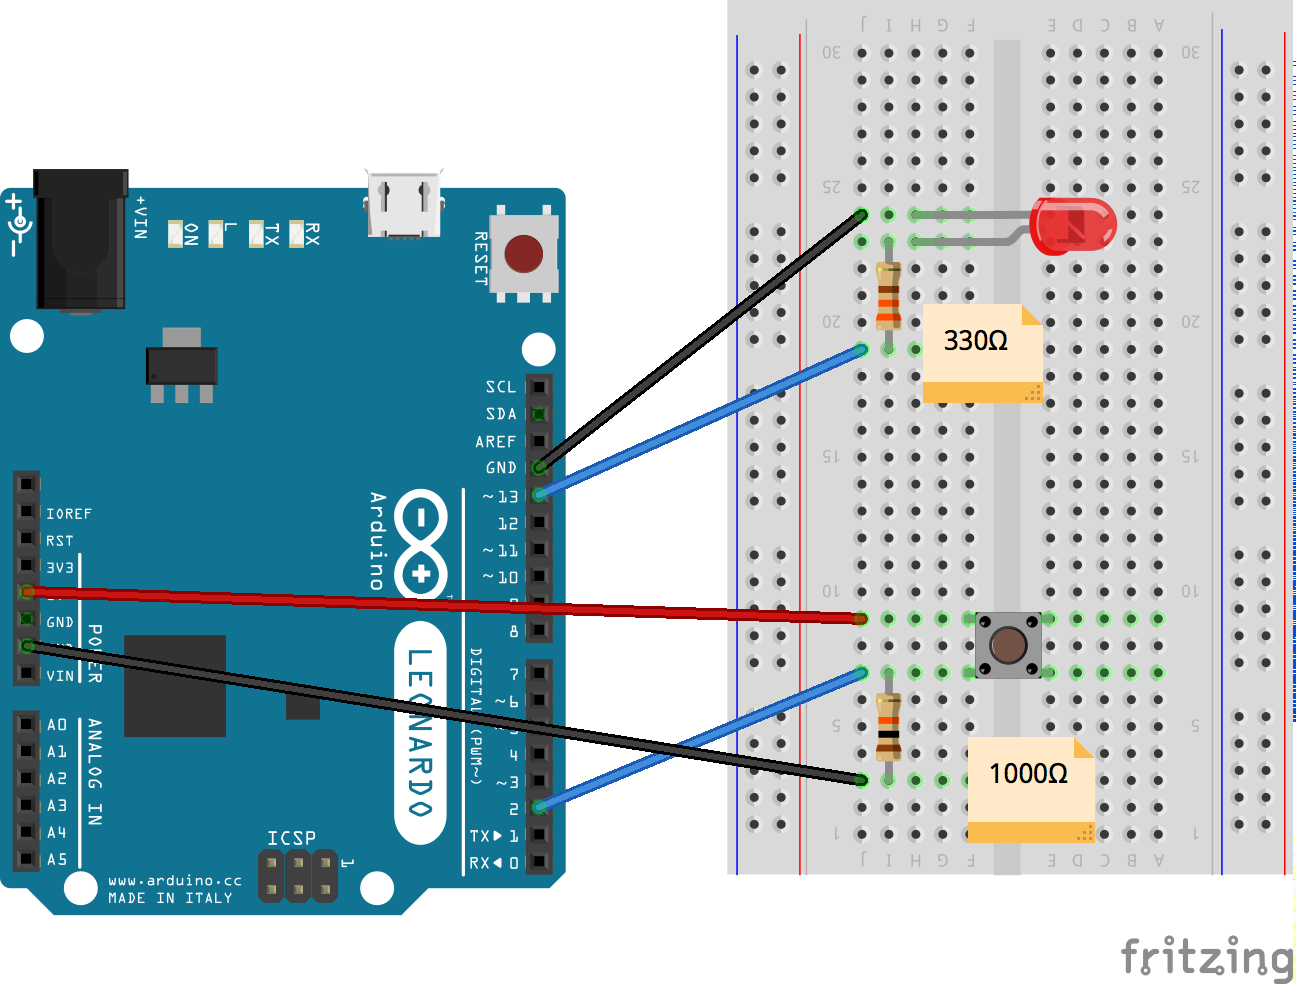 J I H G F E D C B A
30 30
25 25
20 20
15 15
10 10
5 5
1 1
J I H G F E D C B A
+VIN
ON
L
TX
RX
RESET
SCL
SDA
AREF
GND
~13
12
~11
~10
8
7
~6
4
~3
2
TX▶ 1
RX◀ 0
DIGITAL (PWM~)
Arduino
LEONARDO
IOREF
RST
3V3
GND
VIN
POWER
A0
A1
A2
A3
A4
A5
ANALOG IN
ICSP
1
www.arduino.cc
MADE IN ITALY
330Ω
1000Ω
fritzing